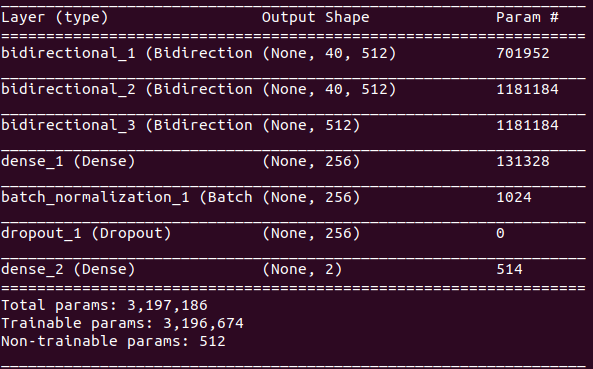 Layer (type)                 Output Shape              Param #
=================================================================
bidirectional_1 (Bidirection (None, 40, 512)           701952
_________________________________________________________________
bidirectional_2 (Bidirection (None, 40, 512)           1181184
_________________________________________________________________
bidirectional_3 (Bidirection (None, 512)               1181184
_________________________________________________________________
dense_1 (Dense)              (None, 256)               131328
_________________________________________________________________
batch_normalization_1 (Batch (None, 256)               1024
_________________________________________________________________
dropout_1 (Dropout)          (None, 256)               0
_________________________________________________________________
dense_2 (Dense)              (None, 2)                 514
=================================================================
Total params: 3,197,186
Trainable params: 3,196,674
Non-trainable params: 512
_________________________________________________________________